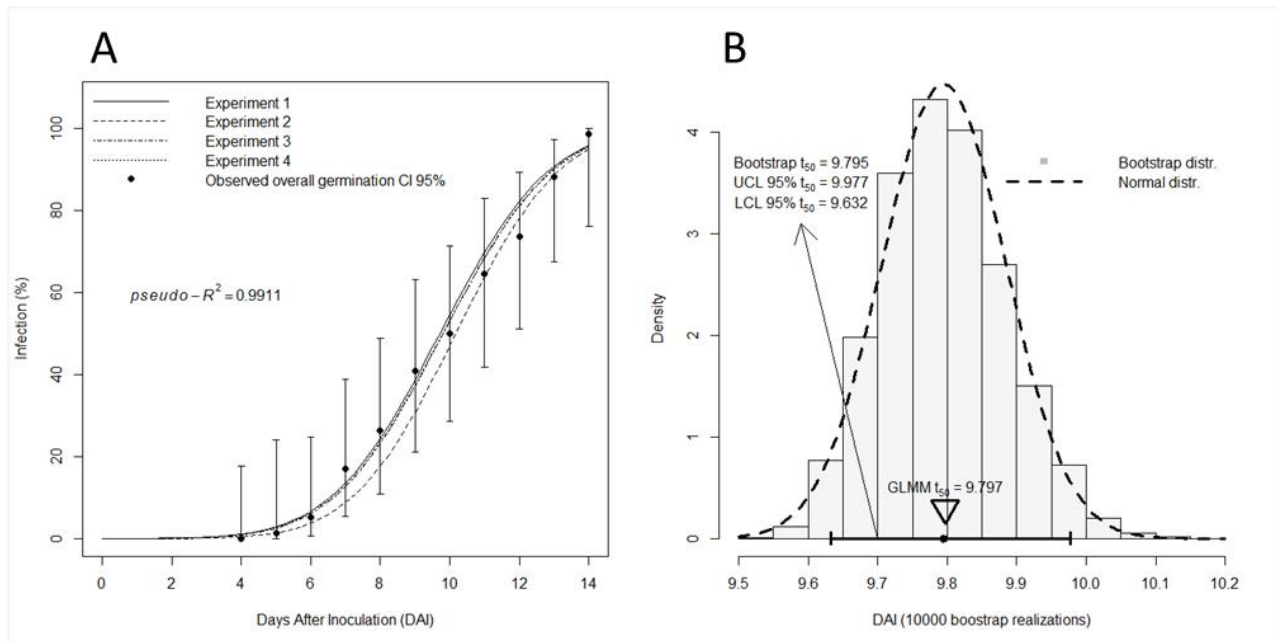 A
Experiment 1
Experiment 2
Experiment 3
Experiment 4
Observed overall germination CI 95%
pseudo – R² = 0.9911
Infection (%)
0
20
40
60
80
100
0 2 4 6 8 10 12 14
Days After Inoculation (DAI)
B
Bootstrap t₅₀ = 9.795
UCL 95% t₅₀ = 9.977
LCL 95% t₅₀ = 9.632
Bootstrap distr.
Normal distr.
GLMM t₅₀ = 9.797
Density
0
1
2
3
4
9.5 9.6 9.7 9.8 9.9 10.0 10.1 10.2
DAI (10000 boostrap realizations)